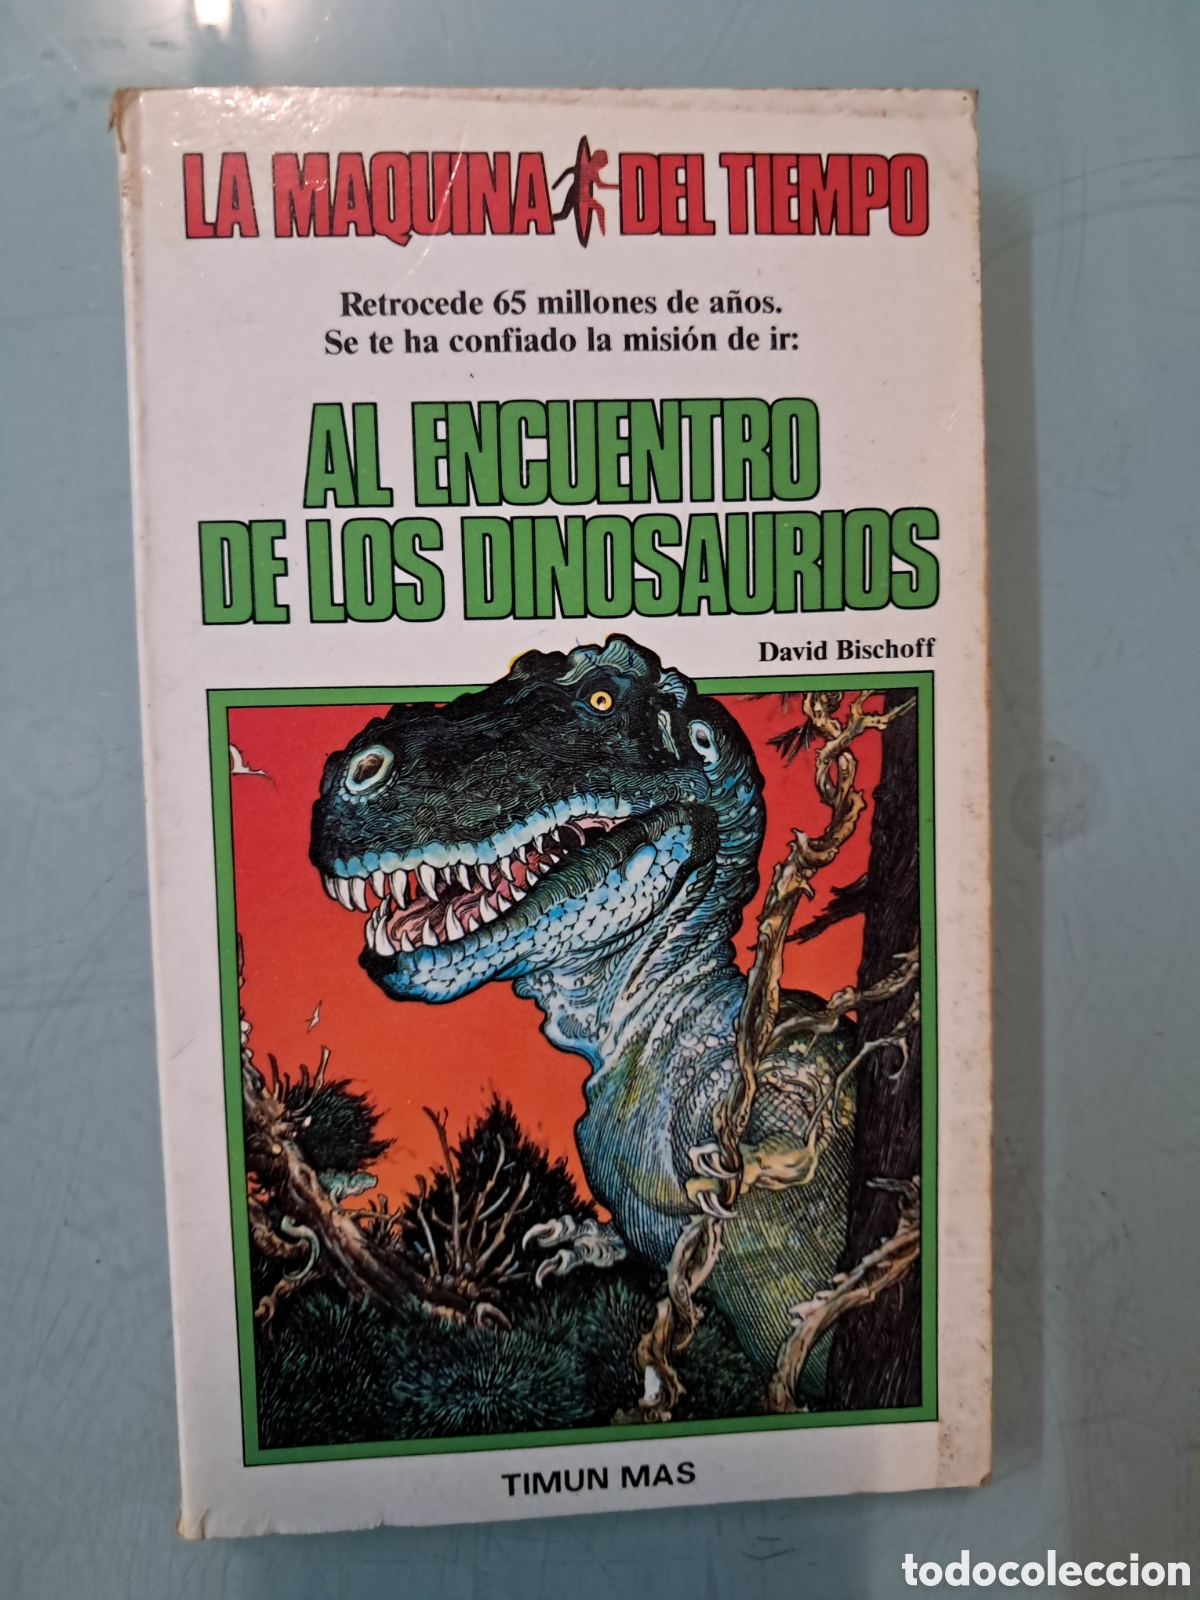 LA MAQUINA DEL TIEMPO
Retrocede 65 millones de años.
Se te ha confiado la misión de ir:
AL ENCUENTRO
DE LOS DINOSAURIOS
David Bischoff
TIMUN MAS
todocoleccion